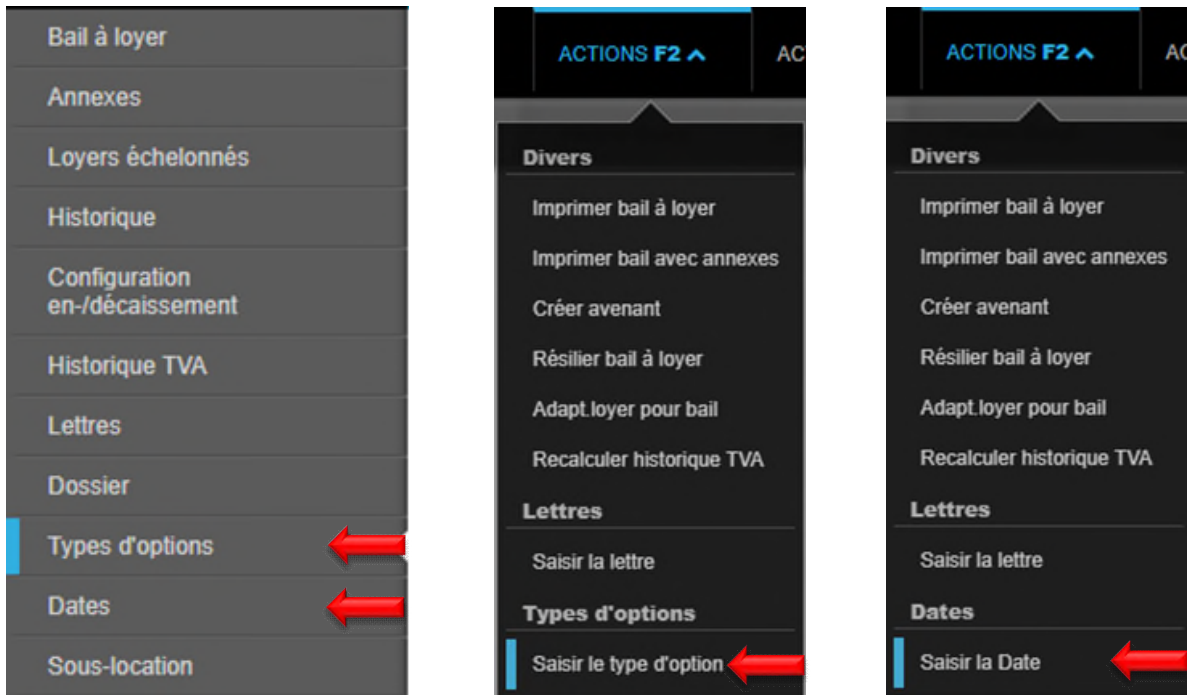 Bail à loyer
Annexes
Loyers échelonnés
Historique
Configuration
en-/décaissement
Historique TVA
Lettres
Dossier
Types d'options
Dates
Sous-location
ACTIONS F2
AC
Divers
Imprimer bail à loyer
Imprimer bail avec annexes
Créer avenant
Résilier bail à loyer
Adapt.loyer pour bail
Recalculer historique TVA
Lettres
Saisir la lettre
Types d'options
Saisir le type d'option
ACTIONS F2
AC
Divers
Imprimer bail à loyer
Imprimer bail avec annexes
Créer avenant
Résilier bail à loyer
Adapt.loyer pour bail
Recalculer historique TVA
Lettres
Saisir la lettre
Dates
Saisir la Date